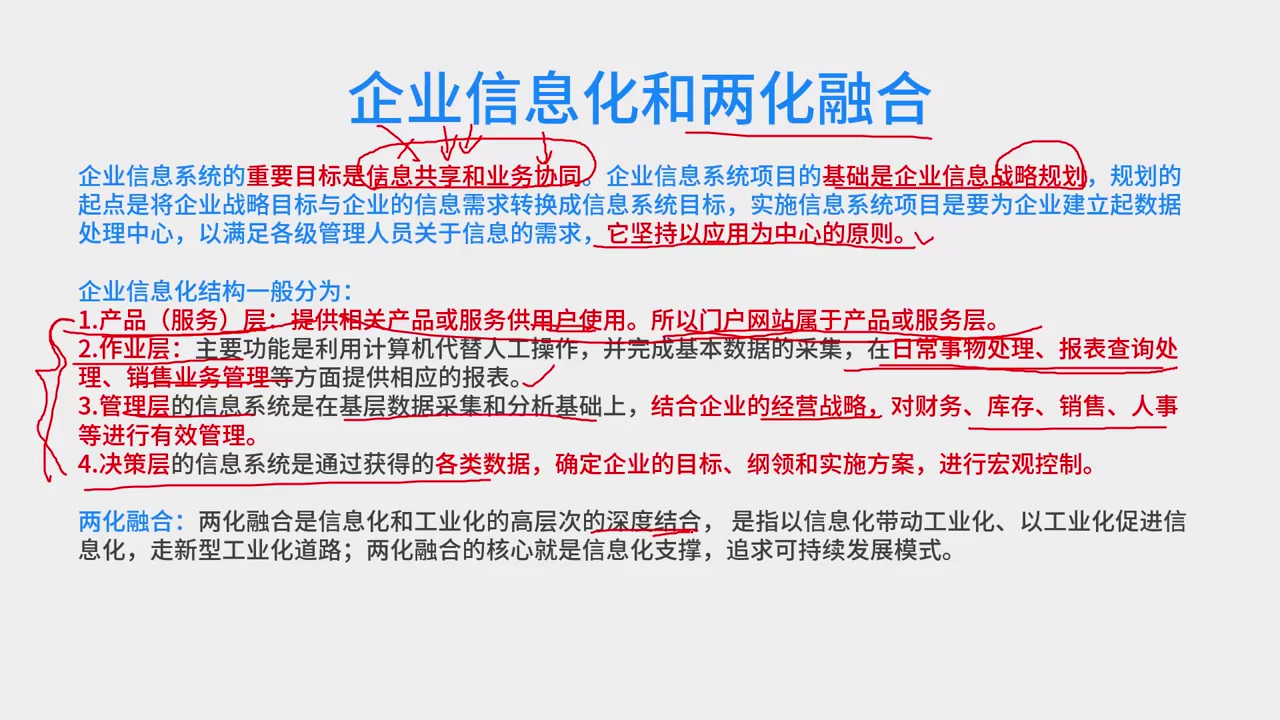 企业信息化和两化融合
企业信息系统的重要目标是信息共享和业务协同。企业信息系统项目的基础是企业信息战略规划，规划的
起点是将企业战略目标与企业的信息需求转换成信息系统目标，实施信息系统项目是要为企业建立起数据
处理中心，以满足各级管理人员关于信息的需求，它坚持以应用为中心的原则。
企业信息化结构一般分为：
1.产品（服务）层：提供相关产品或服务供用户使用。所以门户网站属于产品或服务层。
2.作业层：主要功能是利用计算机代替人工操作，并完成基本数据的采集，在日常事物处理、报表查询处
理、销售业务管理等方面提供相应的报表。
3.管理层的信息系统是在基层数据采集和分析基础上，结合企业的经营战略，对财务、库存、销售、人事
等进行有效管理。
4.决策层的信息系统是通过获得的各类数据，确定企业的目标、纲领和实施方案，进行宏观控制。
两化融合：两化融合是信息化和工业化的高层次的深度结合， 是指以信息化带动工业化、以工业化促进信
息化，走新型工业化道路；两化融合的核心就是信息化支撑，追求可持续发展模式。